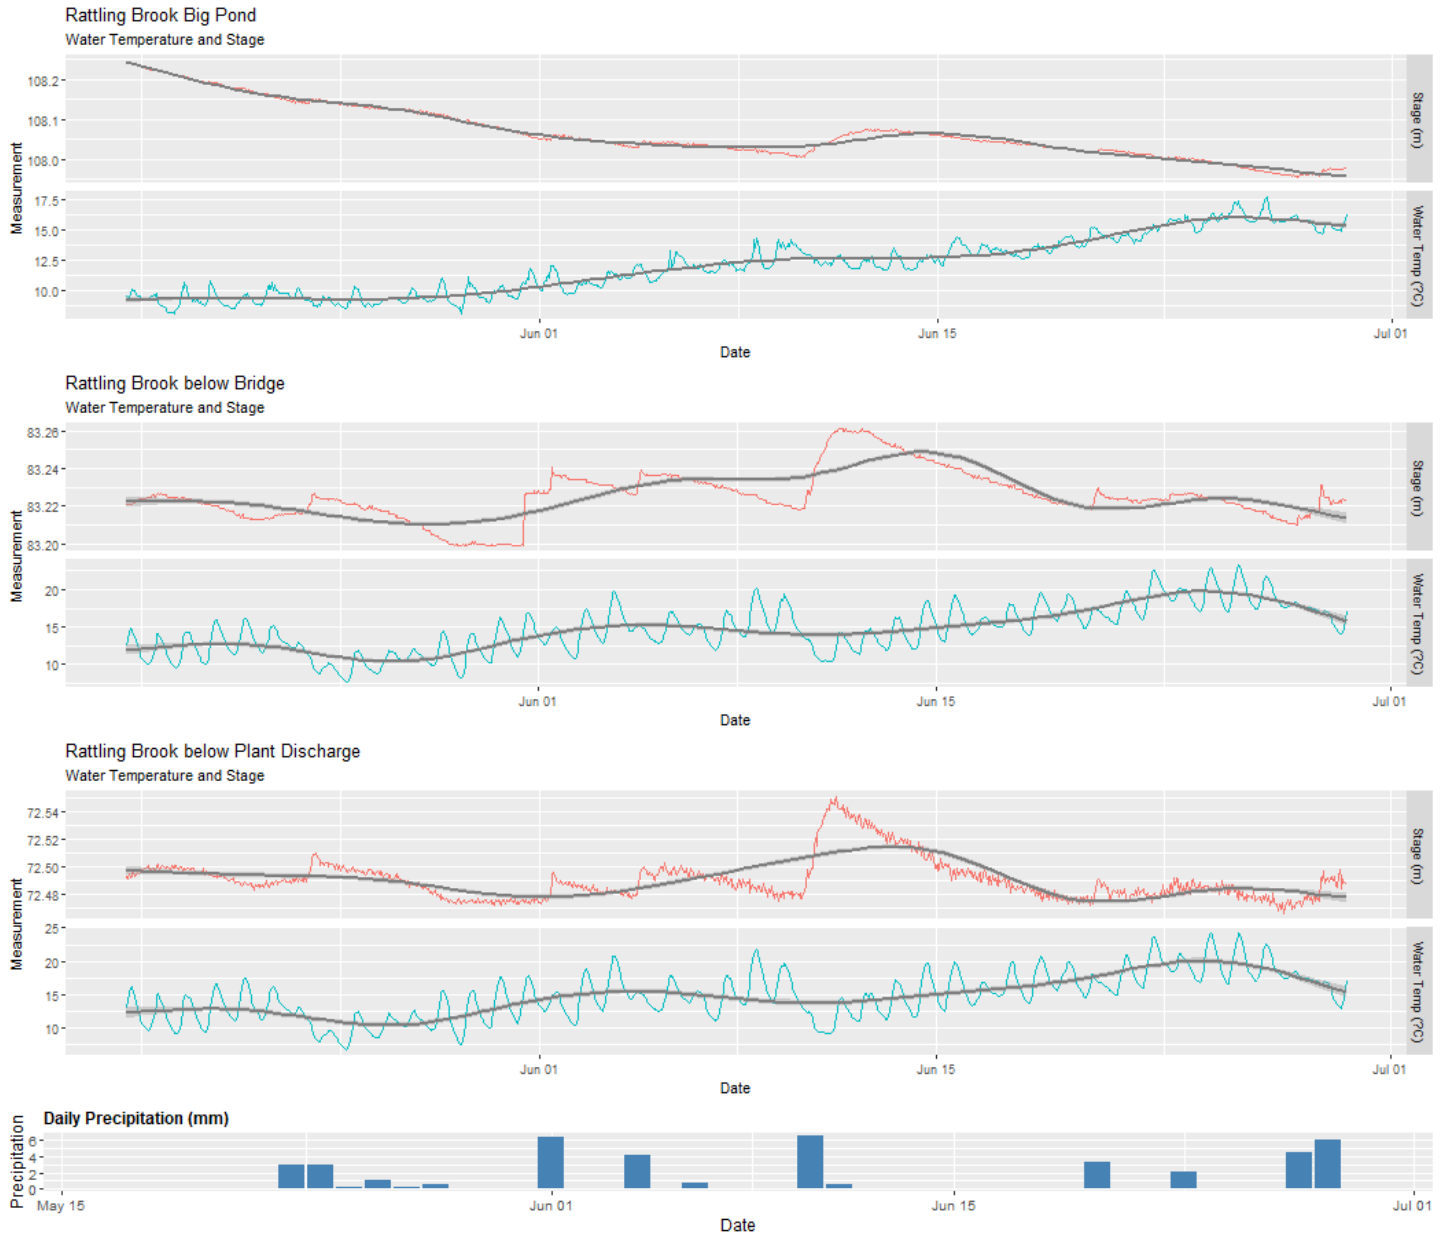 Rattling Brook Big Pond
Water Temperature and Stage
108.2
108.1
108.0
Stage (m)
Measurement
17.5
15.0
12.5
10.0
Water Temp (?C)
Jun 01
Jun 15
Jul 01
Date
Rattling Brook below Bridge
Water Temperature and Stage
83.26
83.24
83.22
83.20
Stage (m)
Measurement
20
15
10
Water Temp (?C)
Jun 01
Jun 15
Jul 01
Date
Rattling Brook below Plant Discharge
Water Temperature and Stage
72.54
72.52
72.50
72.48
Stage (m)
Measurement
25
20
15
10
Water Temp (?C)
Jun 01
Jun 15
Jul 01
Date
Daily Precipitation (mm)
Precipitation
6
4
2
0
May 15
Jun 01
Jun 15
Jul 01
Date